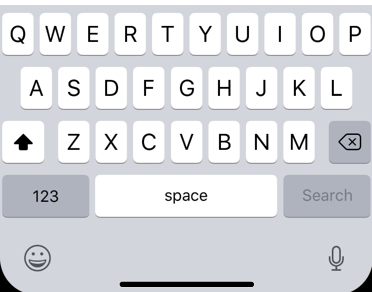 Q W E R T Y U I O P
A S D F G H J K L
Z X C V B N M
123 space Search